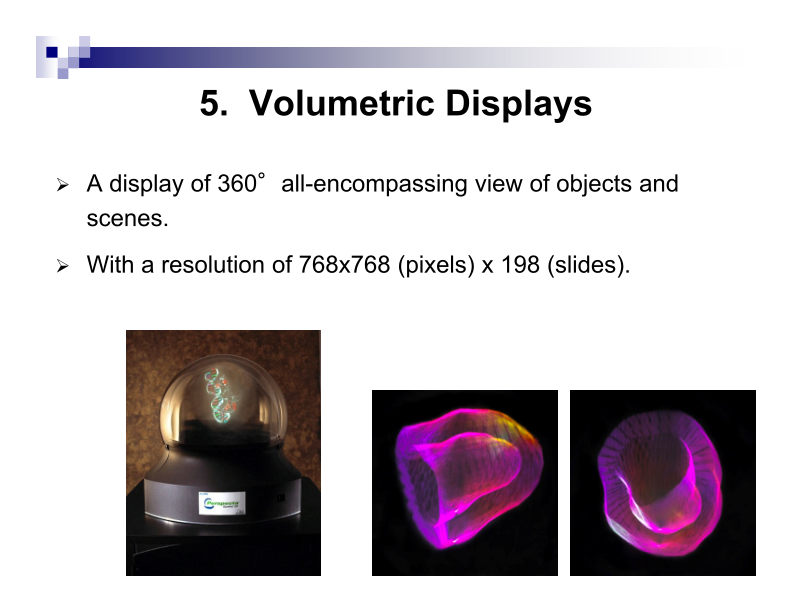 5. Volumetric Displays
A display of 360° all-encompassing view of objects and
scenes.
With a resolution of 768x768 (pixels) x 198 (slides).